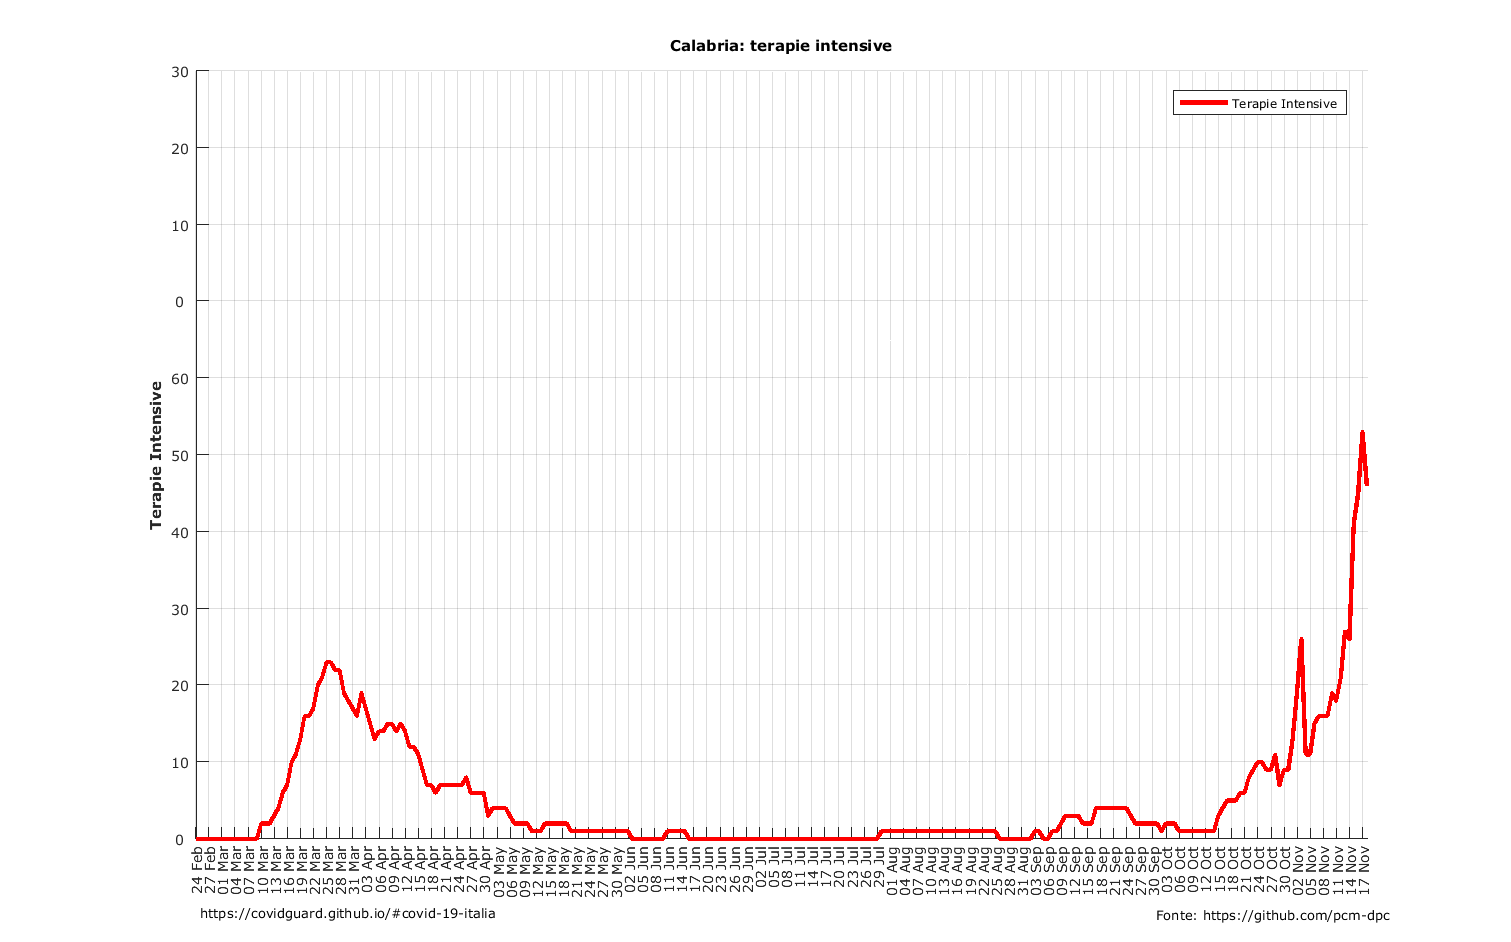 Calabria: terapie intensive
Terapie Intensive
30
20
10
0
60
50
40
30
20
10
0
Terapie Intensive
24 Feb
27 Feb
01 Mar
04 Mar
07 Mar
10 Mar
13 Mar
16 Mar
19 Mar
22 Mar
25 Mar
28 Mar
31 Mar
03 Apr
06 Apr
09 Apr
12 Apr
15 Apr
18 Apr
21 Apr
24 Apr
27 Apr
30 Apr
03 May
06 May
09 May
12 May
15 May
18 May
21 May
24 May
27 May
30 May
02 Jun
05 Jun
08 Jun
11 Jun
14 Jun
17 Jun
20 Jun
23 Jun
26 Jun
29 Jun
02 Jul
05 Jul
08 Jul
11 Jul
14 Jul
17 Jul
20 Jul
23 Jul
26 Jul
29 Jul
01 Aug
04 Aug
07 Aug
10 Aug
13 Aug
16 Aug
19 Aug
22 Aug
25 Aug
28 Aug
31 Aug
03 Sep
06 Sep
09 Sep
12 Sep
15 Sep
18 Sep
21 Sep
24 Sep
27 Sep
30 Sep
03 Oct
06 Oct
09 Oct
12 Oct
15 Oct
18 Oct
21 Oct
24 Oct
27 Oct
30 Oct
02 Nov
05 Nov
08 Nov
11 Nov
14 Nov
17 Nov
https://covidguard.github.io/#covid-19-italia
Fonte: https://github.com/pcm-dpc